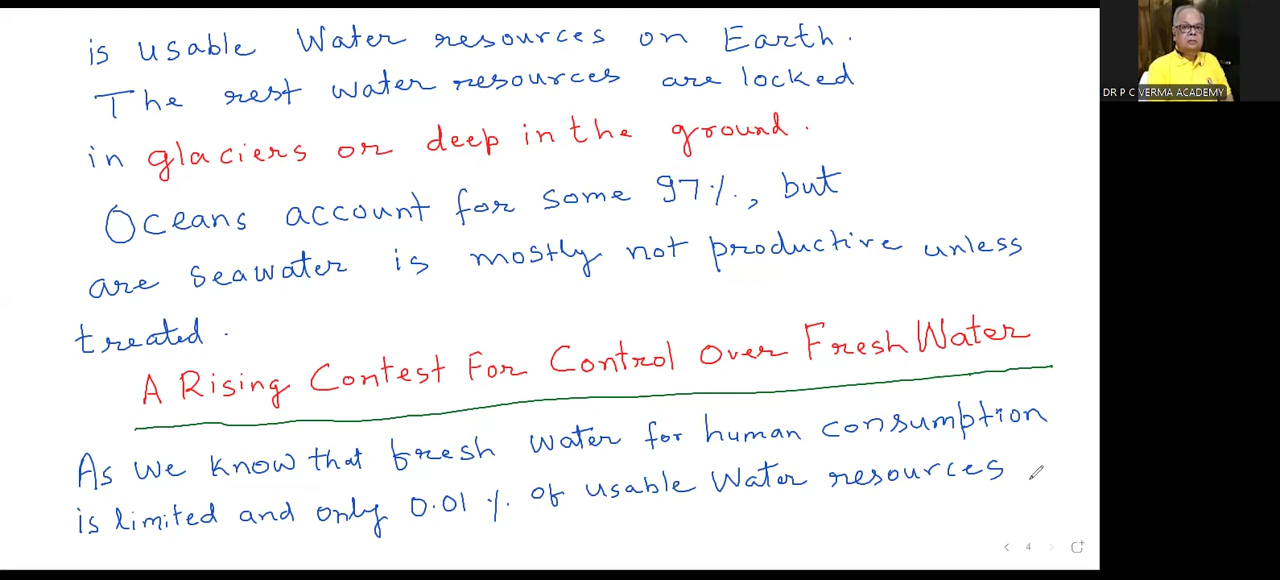 is usable Water resources on Earth.
The rest water resources are locked
in glaciers or deep in the ground.
Oceans account for some 97%, but
are seawater is mostly not productive unless
treated.
A Rising Contest For Control Over Fresh Water
As we know that fresh water for human consumption
is limited and only 0.01 %. of usable Water resources
DR P C VERMA ACADEMY
4